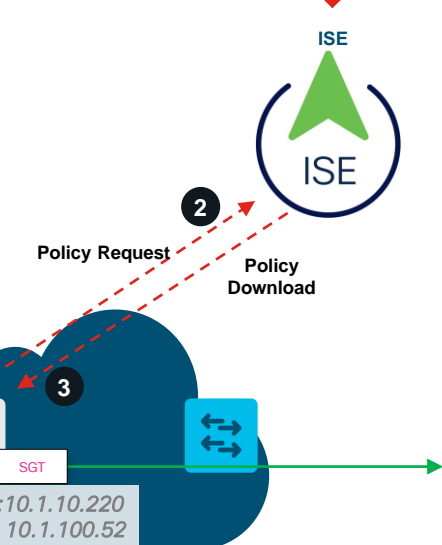 ISE
ISE
2
Policy Request
Policy
Download
3
SGT
:10.1.10.220
10.1.100.52